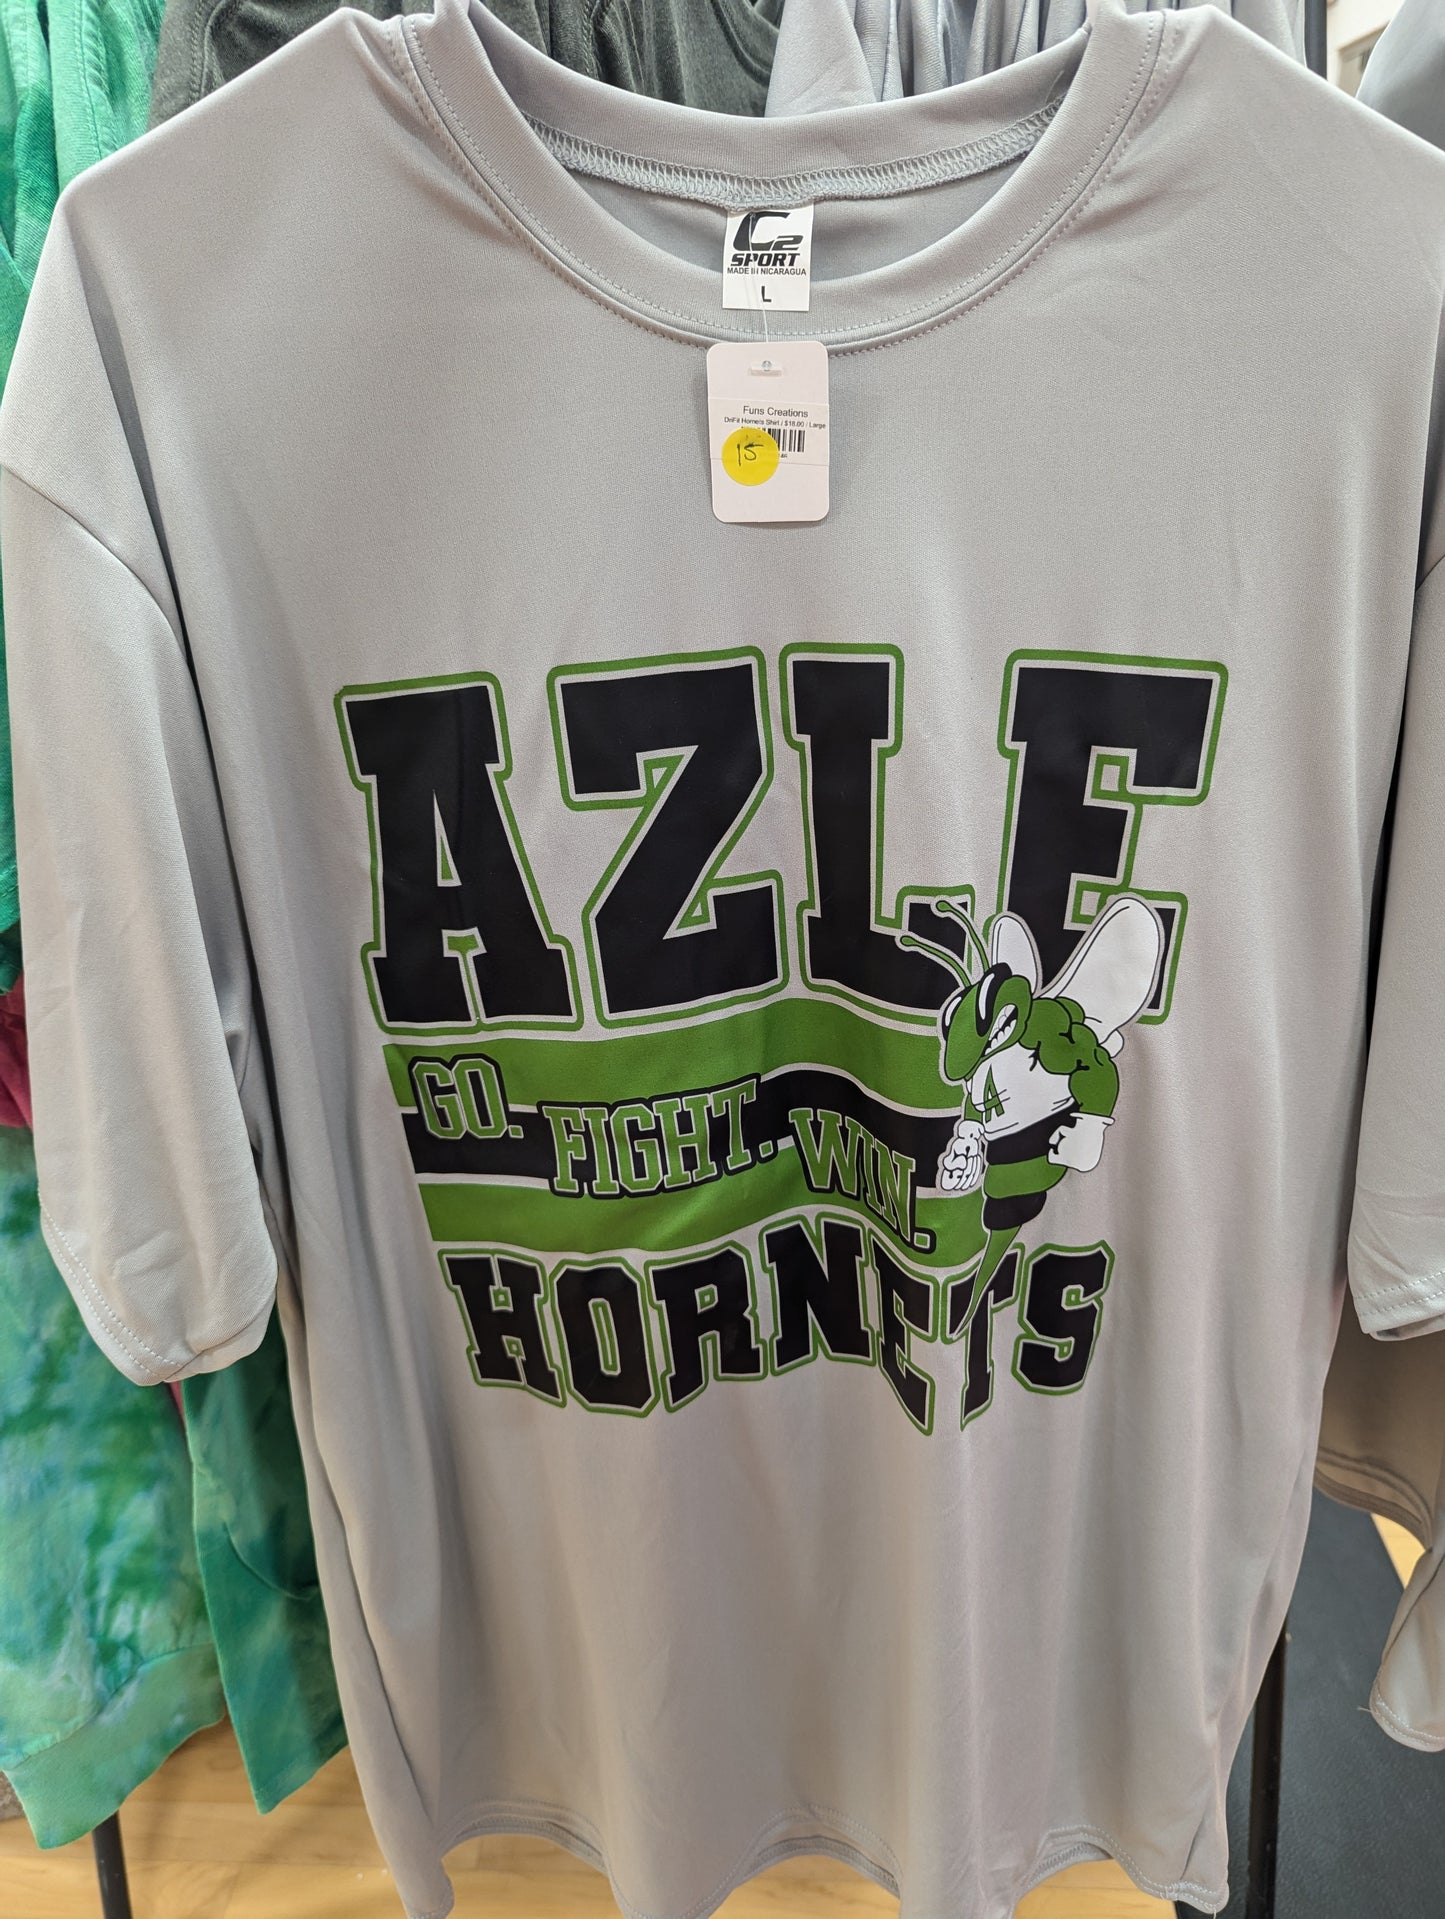 C2
SPORT
MADE IN NICARAGUA
L
Funs Creations
DriFit Hornets Shirt / $18.00 / Large
15
AZLE
GO. FIGHT. WIN.
A
HORNETS